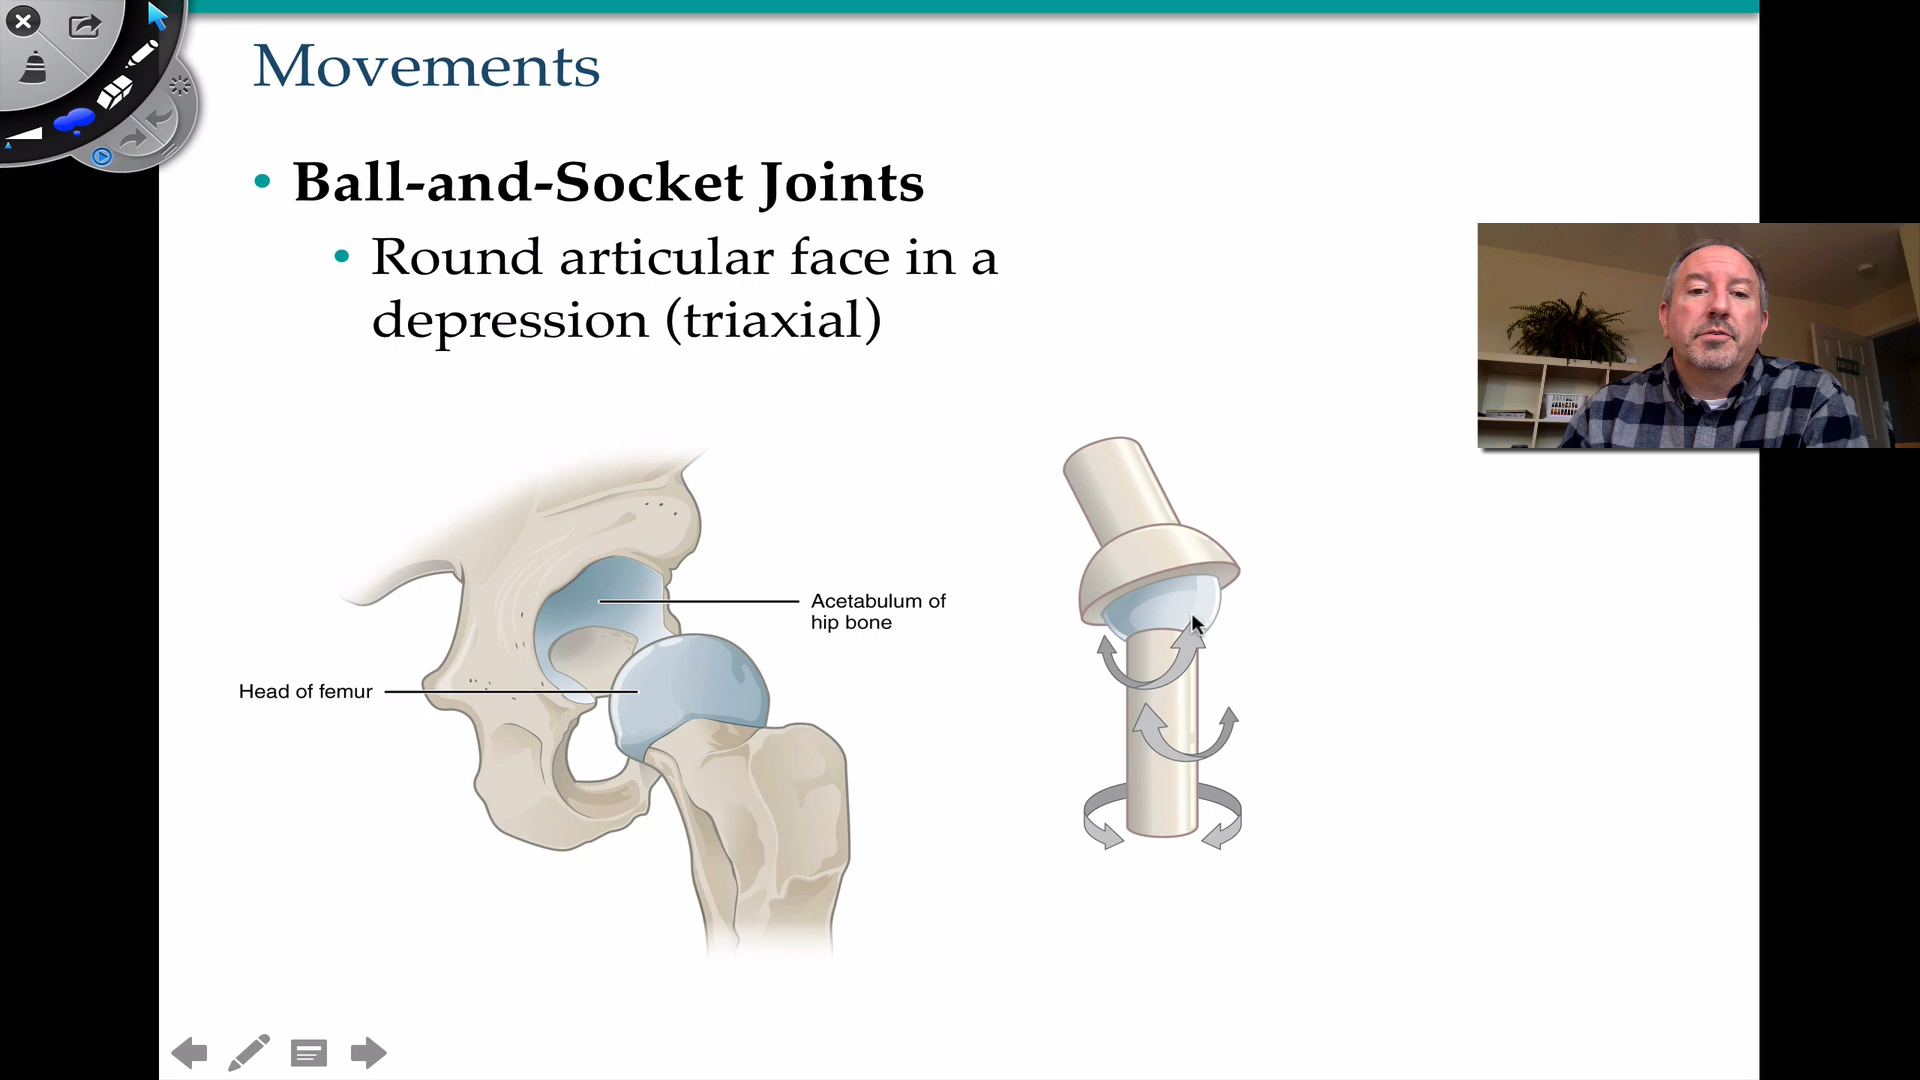 Movements
• Ball-and-Socket Joints
• Round articular face in a
depression (triaxial)
Acetabulum of
hip bone
Head of femur